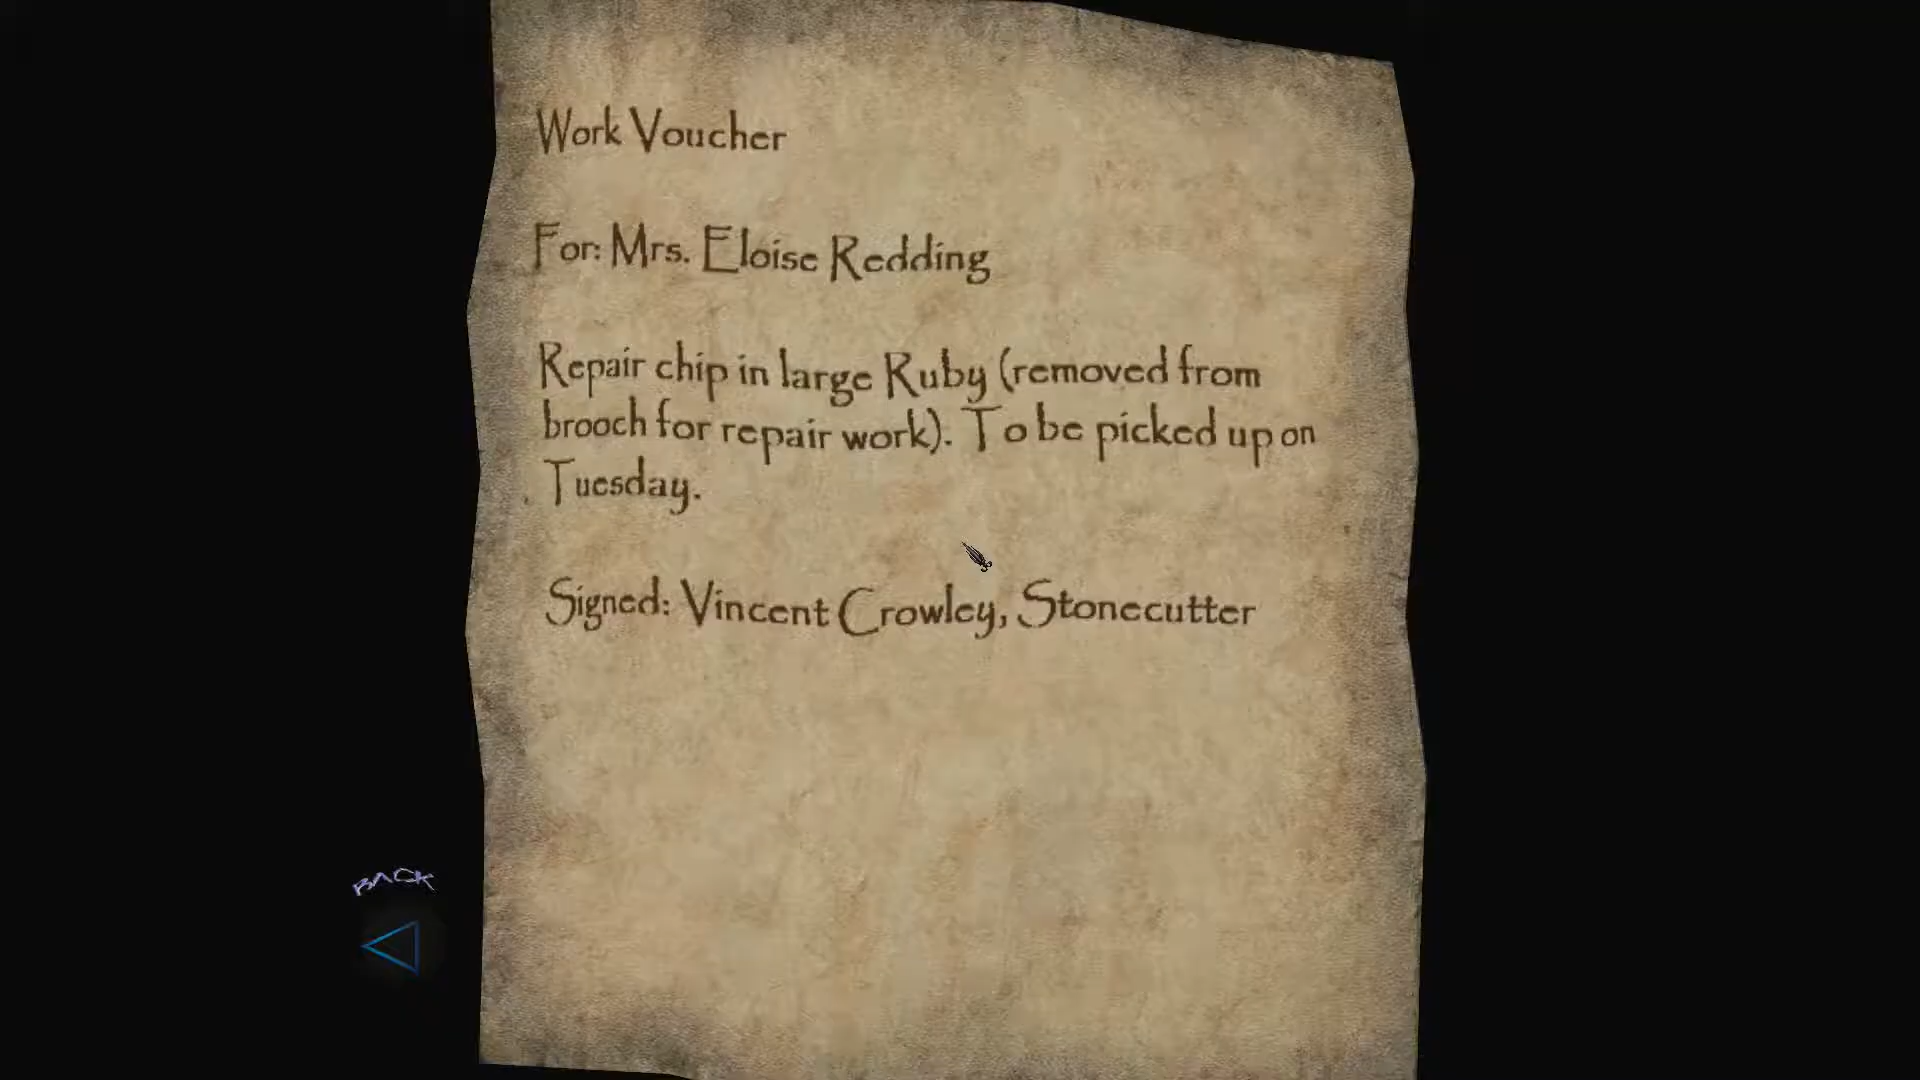 Work Voucher
For: Mrs. Eloise Redding
Repair chip in large Ruby (removed from
brooch for repair work). To be picked up on
Tuesday.
Signed: Vincent Crowley, Stonecutter
BACK